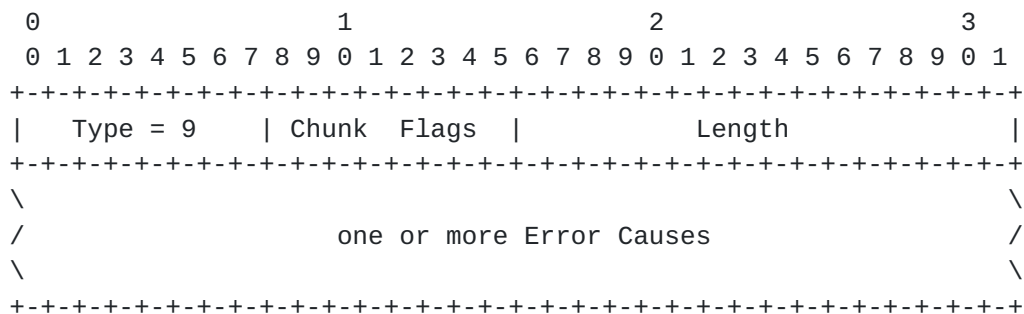 0                   1                   2                   3
 0 1 2 3 4 5 6 7 8 9 0 1 2 3 4 5 6 7 8 9 0 1 2 3 4 5 6 7 8 9 0 1
+-+-+-+-+-+-+-+-+-+-+-+-+-+-+-+-+-+-+-+-+-+-+-+-+-+-+-+-+-+-+-+-+
|   Type = 9    | Chunk  Flags  |           Length              |
+-+-+-+-+-+-+-+-+-+-+-+-+-+-+-+-+-+-+-+-+-+-+-+-+-+-+-+-+-+-+-+-+
\                                                               \
/                    one or more Error Causes                   /
\                                                               \
+-+-+-+-+-+-+-+-+-+-+-+-+-+-+-+-+-+-+-+-+-+-+-+-+-+-+-+-+-+-+-+-+